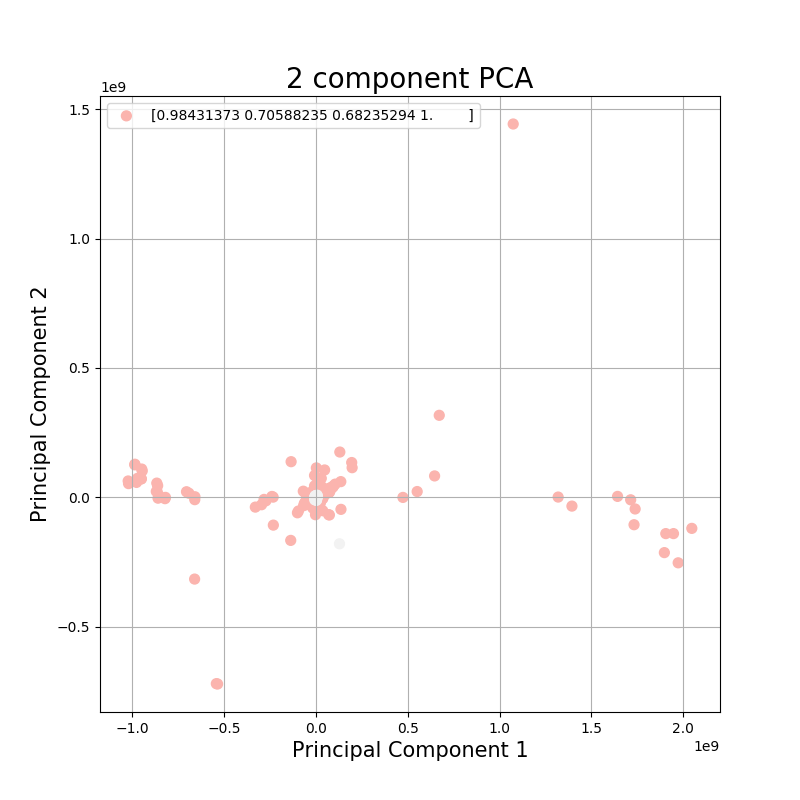 2 component PCA
1e9
[0.98431373 0.70588235 0.68235294 1.        ]
1.5
1.0
0.5
0.0
−0.5
Principal Component 2
−1.0 −0.5 0.0 0.5 1.0 1.5 2.0
1e9
Principal Component 1